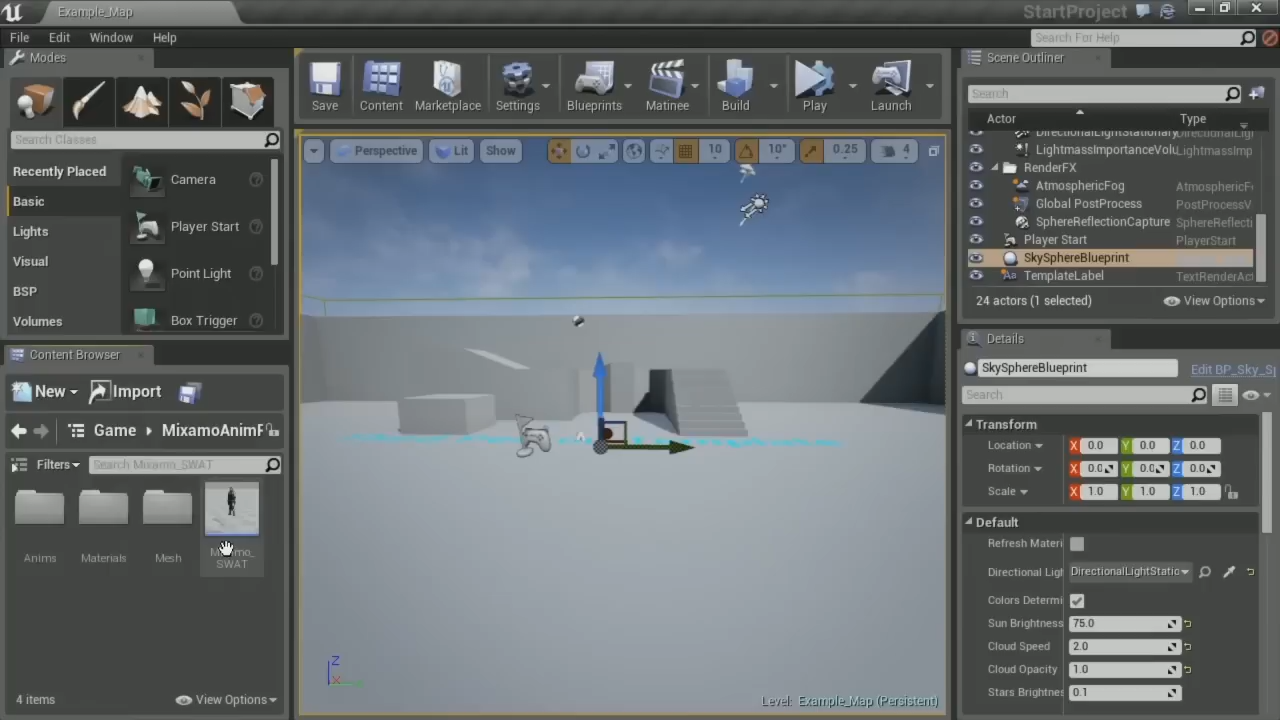 Example_Map
StartProject
File Edit Window Help
Search For Help
Modes
Search Classes
Recently Placed
Basic
Lights
Visual
BSP
Volumes
Camera
Player Start
Point Light
Box Trigger
Save Content Marketplace Settings Blueprints Matinee Build Play Launch
Perspective Lit Show 10 10° 0.25 4
Scene Outliner
Search
Actor Type
DirectionalLightStationary DirectionalLigh
LightmassImportanceVolu LightmassImp
RenderFX
AtmosphericFog AtmosphericF
Global PostProcess PostProcessV
SphereReflectionCapture SphereReflecti
Player Start PlayerStart
SkySphereBlueprint
TemplateLabel TextRenderAct
24 actors (1 selected) View Options
Content Browser
New Import
Game MixamoAnimP
Filters Search Mixamo_SWAT
Anims
Materials
Mesh
Mixamo_
SWAT
4 items View Options
Z
X
Level: Example_Map (Persistent)
Details
SkySphereBlueprint Edit BP_Sky_S
Search
Transform
Location X 0.0 Y 0.0 Z 0.0
Rotation X 0.0 Y 0.0 Z 0.0
Scale X 1.0 Y 1.0 Z 1.0
Default
Refresh Materi
Directional Ligh DirectionalLightStatic
Colors Determi
Sun Brightness 75.0
Cloud Speed 2.0
Cloud Opacity 1.0
Stars Brightnes 0.1